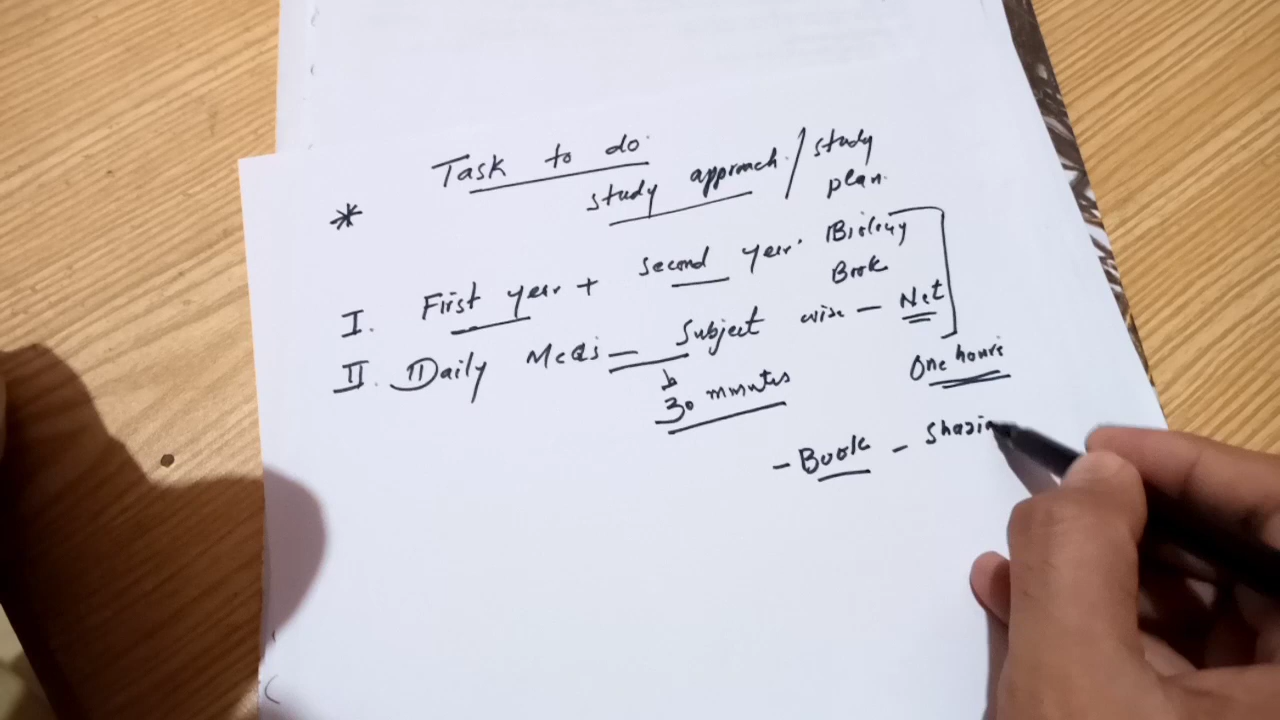 Task to do
study approach / study
plan.
*
I. First year + second year Biology
Book
II. Daily McQs — Subject wise — Net
30 minutes
One hours
- Book - Sharin